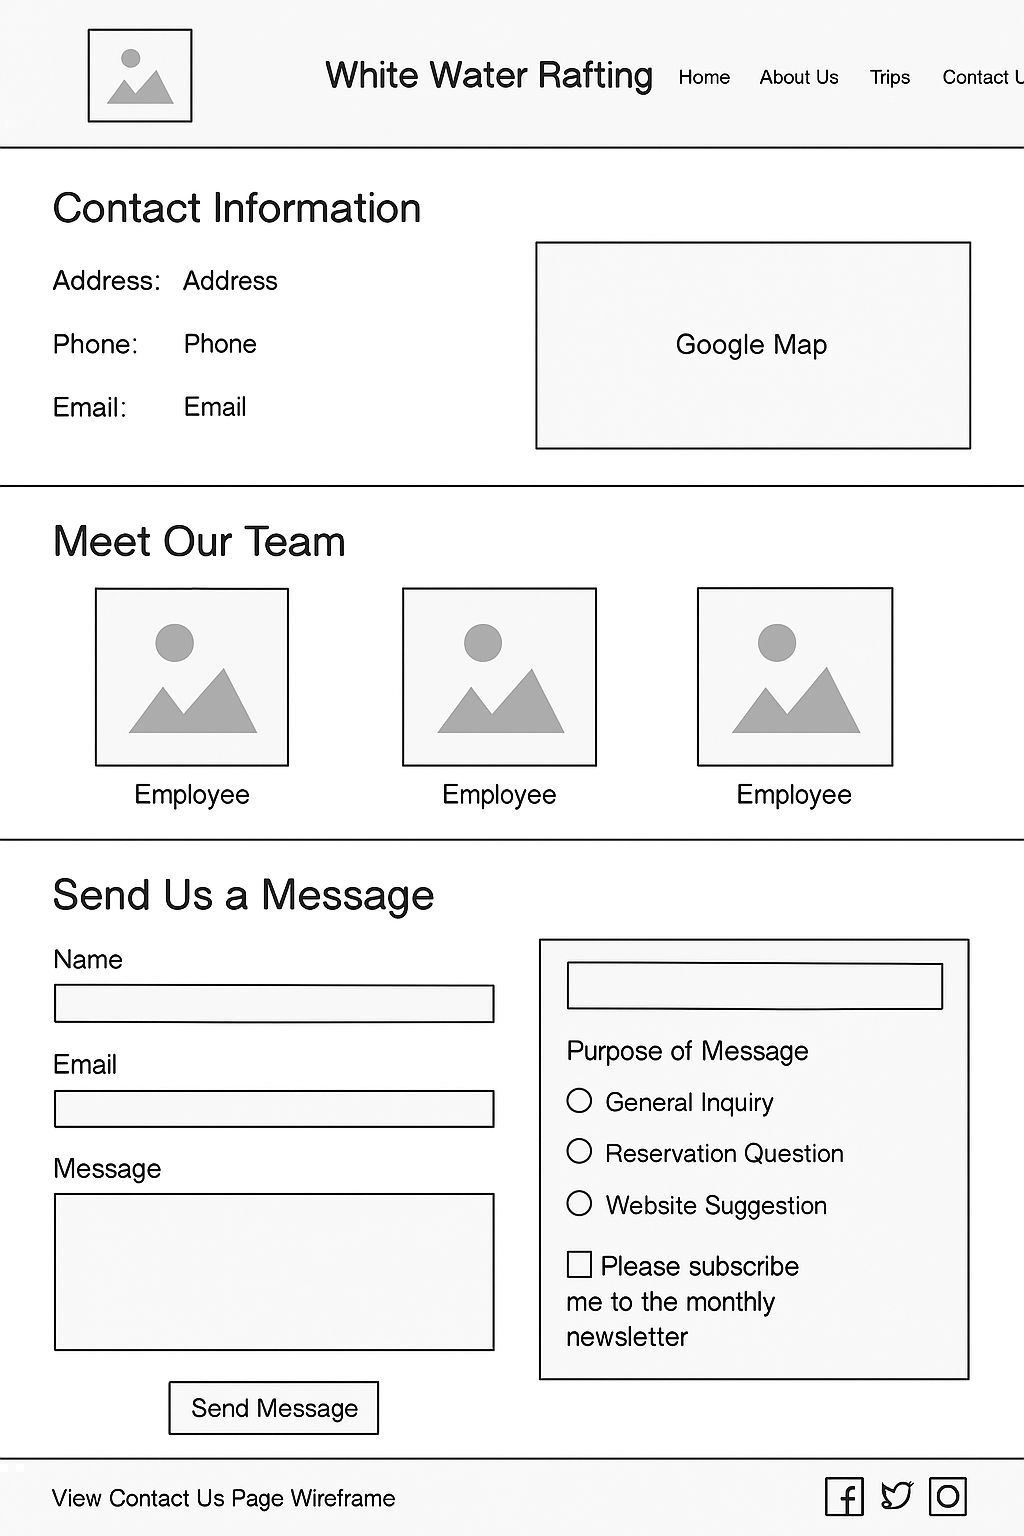 White Water Rafting Home About Us Trips Contact U
Contact Information
Address: Address
Phone: Phone
Email: Email
Google Map
Meet Our Team
Employee Employee Employee
Send Us a Message
Name
Email
Message
Send Message
Purpose of Message
General Inquiry
Reservation Question
Website Suggestion
Please subscribe
me to the monthly
newsletter
View Contact Us Page Wireframe